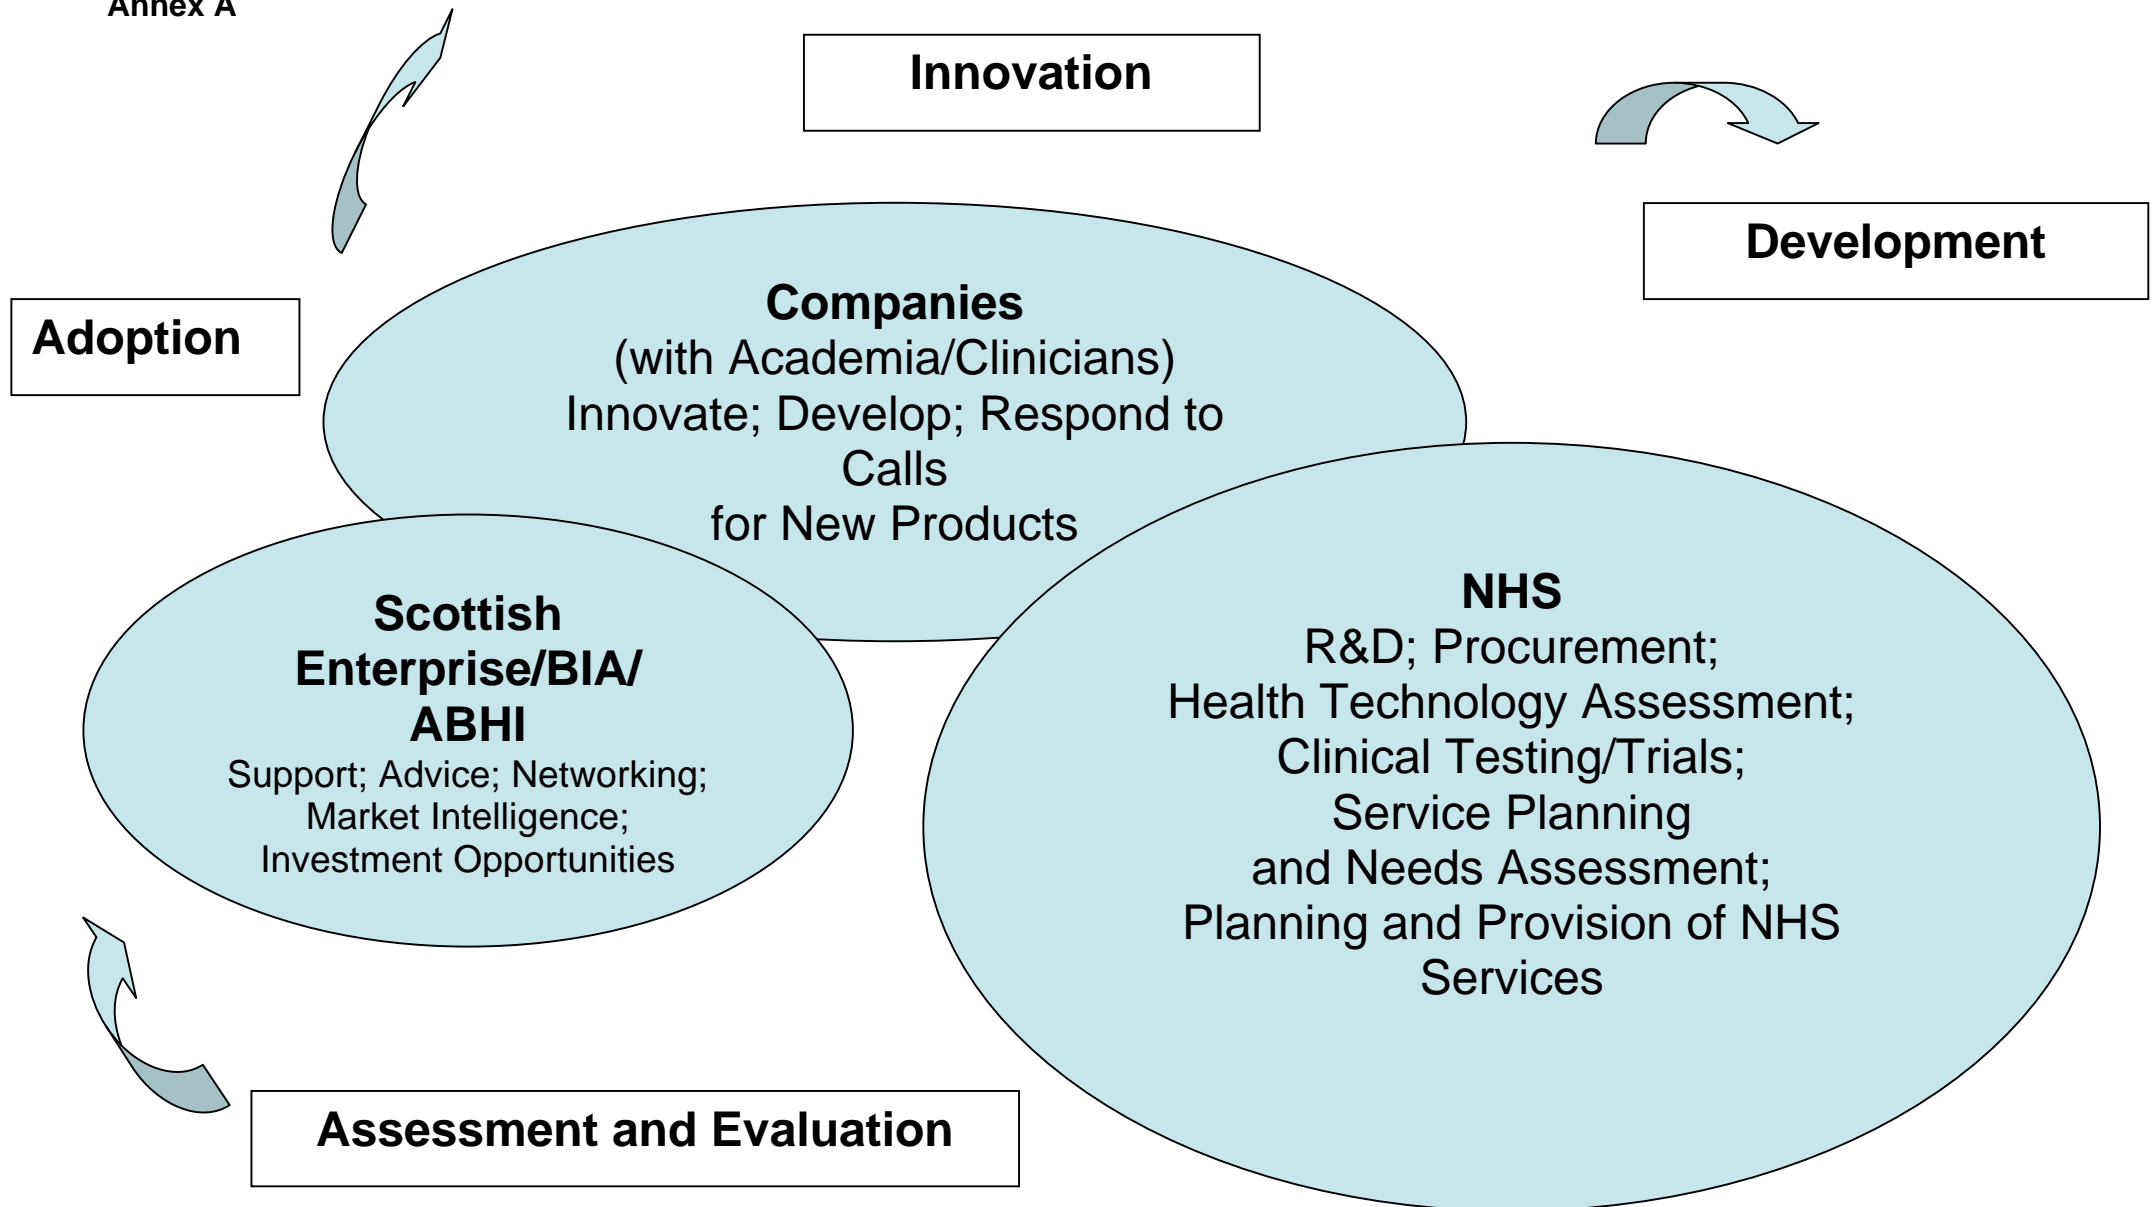 Annex A
Innovation
Development
Adoption
Companies
(with Academia/Clinicians)
Innovate; Develop; Respond to
Calls
for New Products
Scottish
Enterprise/BIA/
ABHI
Support; Advice; Networking;
Market Intelligence;
Investment Opportunities
NHS
R&D; Procurement;
Health Technology Assessment;
Clinical Testing/Trials;
Service Planning
and Needs Assessment;
Planning and Provision of NHS
Services
Assessment and Evaluation